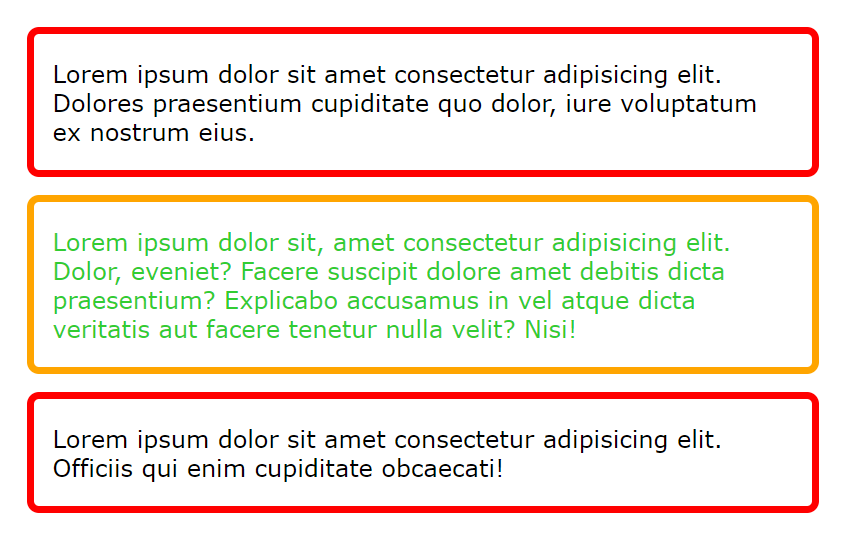 Lorem ipsum dolor sit amet consectetur adipisicing elit.
Dolores praesentium cupiditate quo dolor, iure voluptatum
ex nostrum eius.
Lorem ipsum dolor sit, amet consectetur adipisicing elit.
Dolor, eveniet? Facere suscipit dolore amet debitis dicta
praesentium? Explicabo accusamus in vel atque dicta
veritatis aut facere tenetur nulla velit? Nisi!
Lorem ipsum dolor sit amet consectetur adipisicing elit.
Officiis qui enim cupiditate obcaecati!